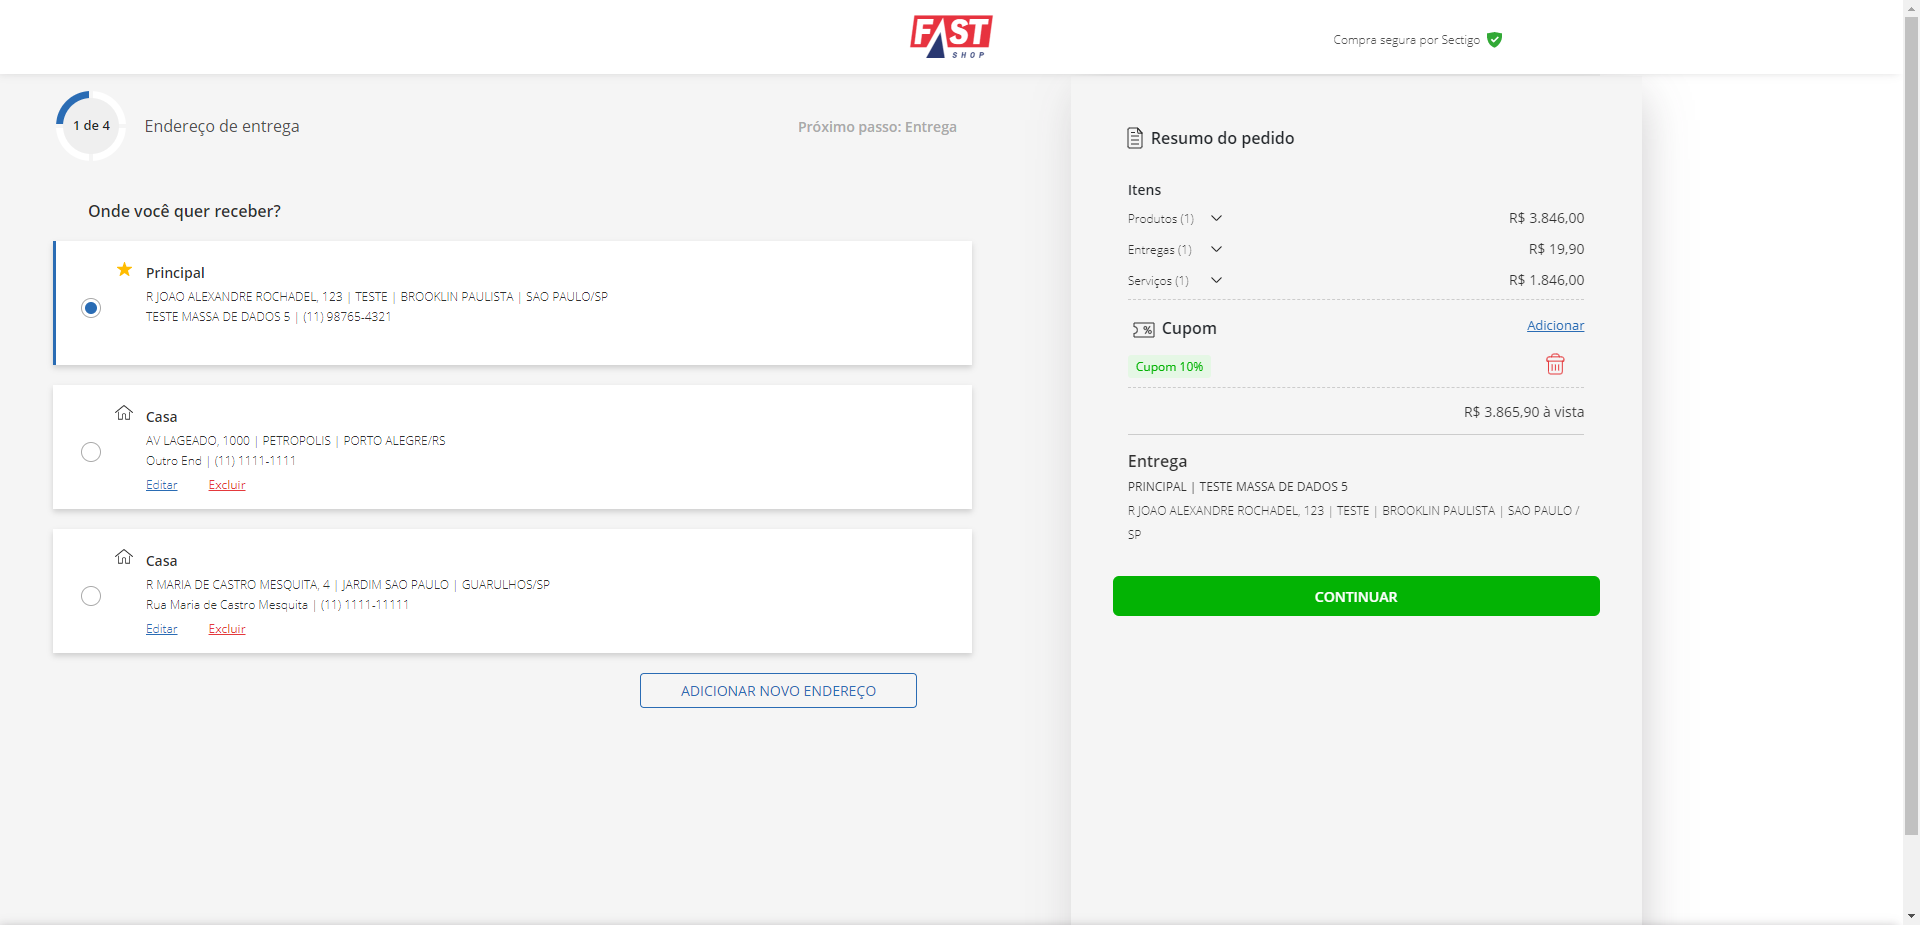 FAST
SHOP
Compra segura por Sectigo
1 de 4
Endereço de entrega
Próximo passo: Entrega
Onde você quer receber?
Principal
R JOAO ALEXANDRE ROCHADEL, 123 | TESTE | BROOKLIN PAULISTA | SAO PAULO/SP
TESTE MASSA DE DADOS 5 | (11) 98765-4321
Casa
AV LAGEADO, 1000 | PETROPOLIS | PORTO ALEGRE/RS
Outro End | (11) 1111-1111
Editar Excluir
Casa
R MARIA DE CASTRO MESQUITA, 4 | JARDIM SAO PAULO | GUARULHOS/SP
Rua Maria de Castro Mesquita | (11) 1111-11111
Editar Excluir
ADICIONAR NOVO ENDEREÇO
Resumo do pedido
Itens
Produtos (1) R$ 3.846,00
Entregas (1) R$ 19,90
Serviços (1) R$ 1.846,00
% Cupom Adicionar
Cupom 10%
R$ 3.865,90 à vista
Entrega
PRINCIPAL | TESTE MASSA DE DADOS 5
R JOAO ALEXANDRE ROCHADEL, 123 | TESTE | BROOKLIN PAULISTA | SAO PAULO /
SP
CONTINUAR